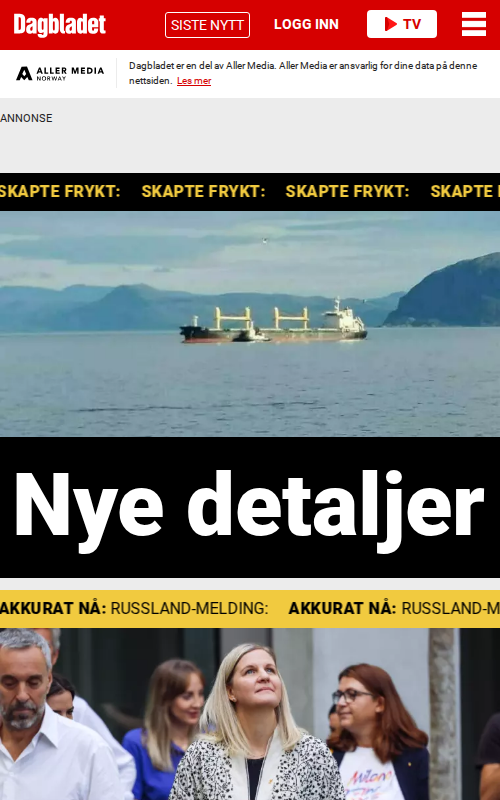 Dagbladet
SISTE NYTT
LOGG INN
TV
ALLER MEDIA
NORWAY
Dagbladet er en del av Aller Media. Aller Media er ansvarlig for dine data på denne
nettsiden. Les mer
ANNONSE
SKAPTE FRYKT: SKAPTE FRYKT: SKAPTE FRYKT: SKAPTE
Nye detaljer
AKKURAT NÅ: RUSSLAND-MELDING: AKKURAT NÅ: RUSSLAND-M